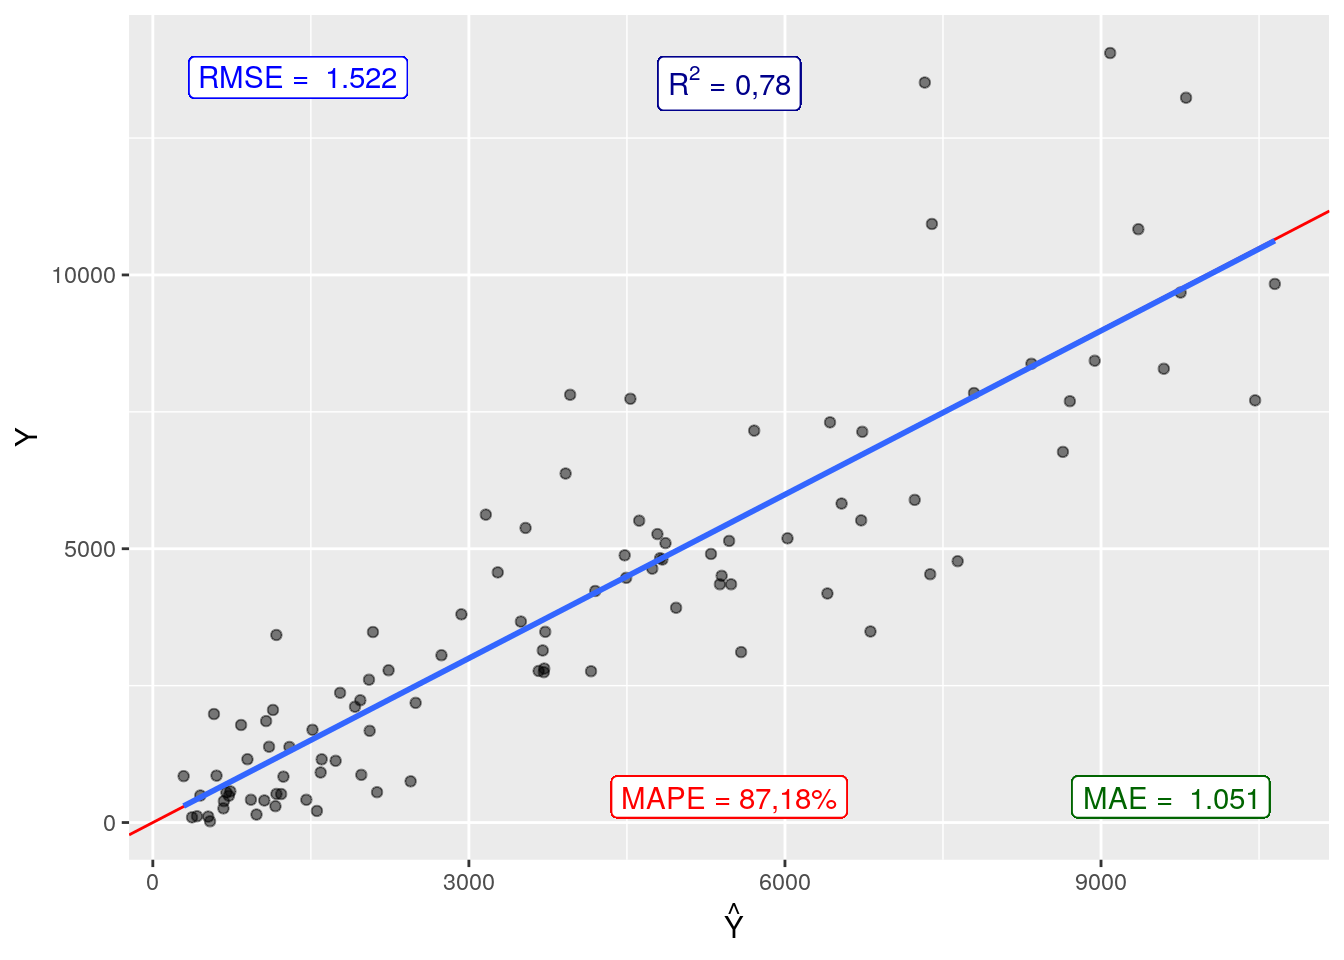 RMSE =  1.522
R² = 0,78
Y
10000
5000
0
MAPE = 87,18%
MAE =  1.051
0 3000 6000 9000
Ŷ